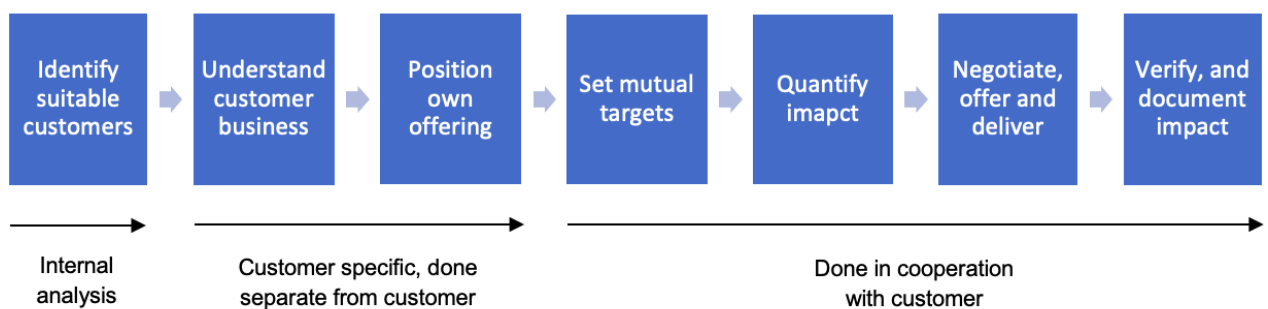 Identify
suitable
customers
Understand
customer
business
Position
own
offering
Set mutual
targets
Quantify
imapct
Negotiate,
offer and
deliver
Verify, and
document
impact
Internal
analysis
Customer specific, done
separate from customer
Done in cooperation
with customer